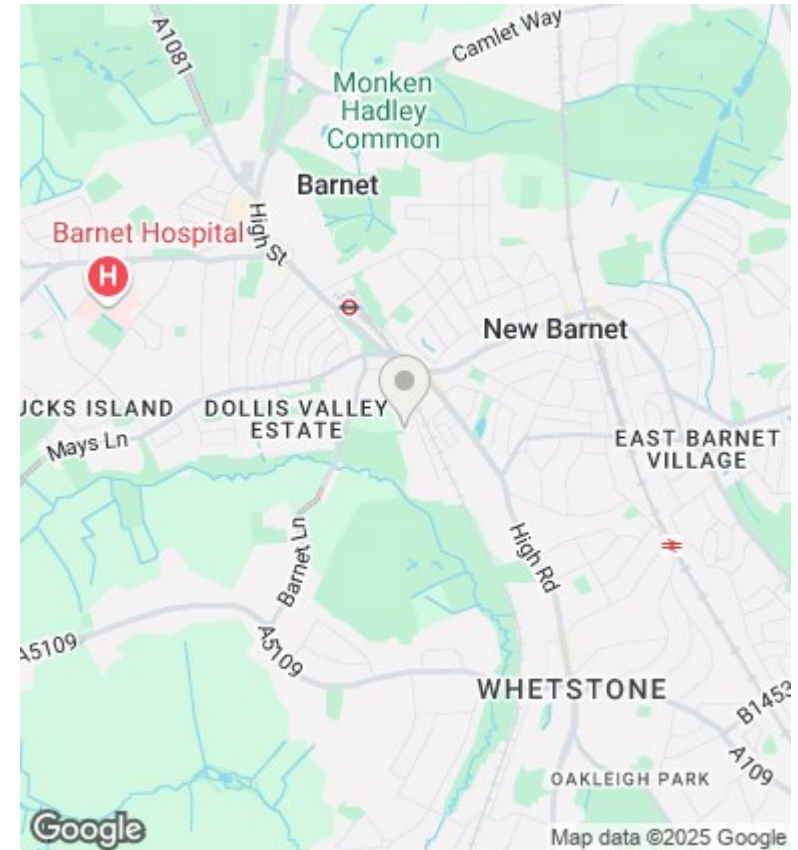 A1081
Camlet Way
Monken
Hadley
Common
Barnet
Barnet Hospital
High St
H
New Barnet
UCKS ISLAND
DOLLIS VALLEY
ESTATE
Mays Ln
EAST BARNET
VILLAGE
High Rd
Barnet Ln
A5109
A5109
WHETSTONE
B1453
A109
OAKLEIGH PARK
Google
Map data ©2025 Google